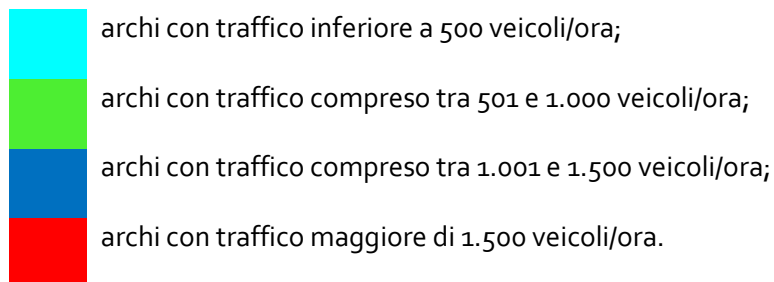 archi con traffico inferiore a 500 veicoli/ora;
archi con traffico compreso tra 501 e 1.000 veicoli/ora;
archi con traffico compreso tra 1.001 e 1.500 veicoli/ora;
archi con traffico maggiore di 1.500 veicoli/ora.